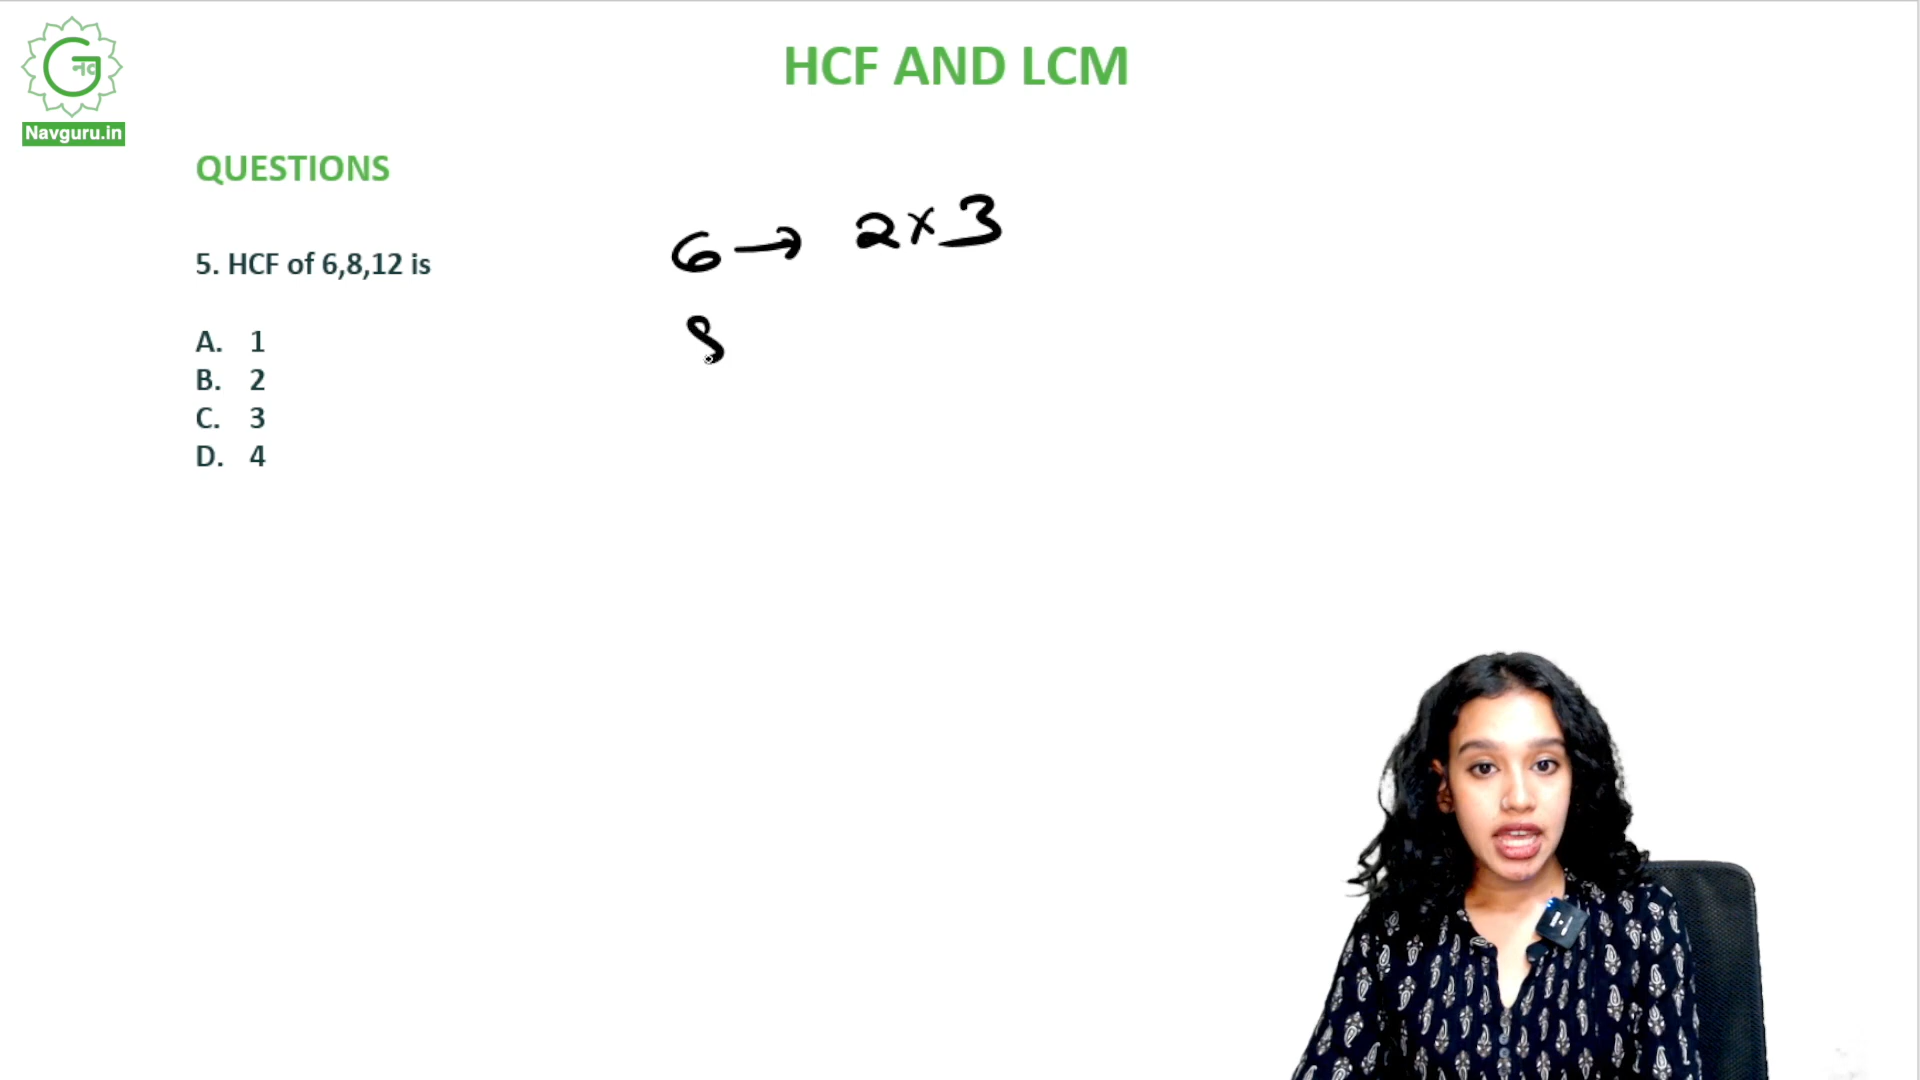 HCF AND LCM
नव
Navguru.in
QUESTIONS
6 → 2 x 3
5. HCF of 6,8,12 is
8
A. 1
B. 2
C. 3
D. 4